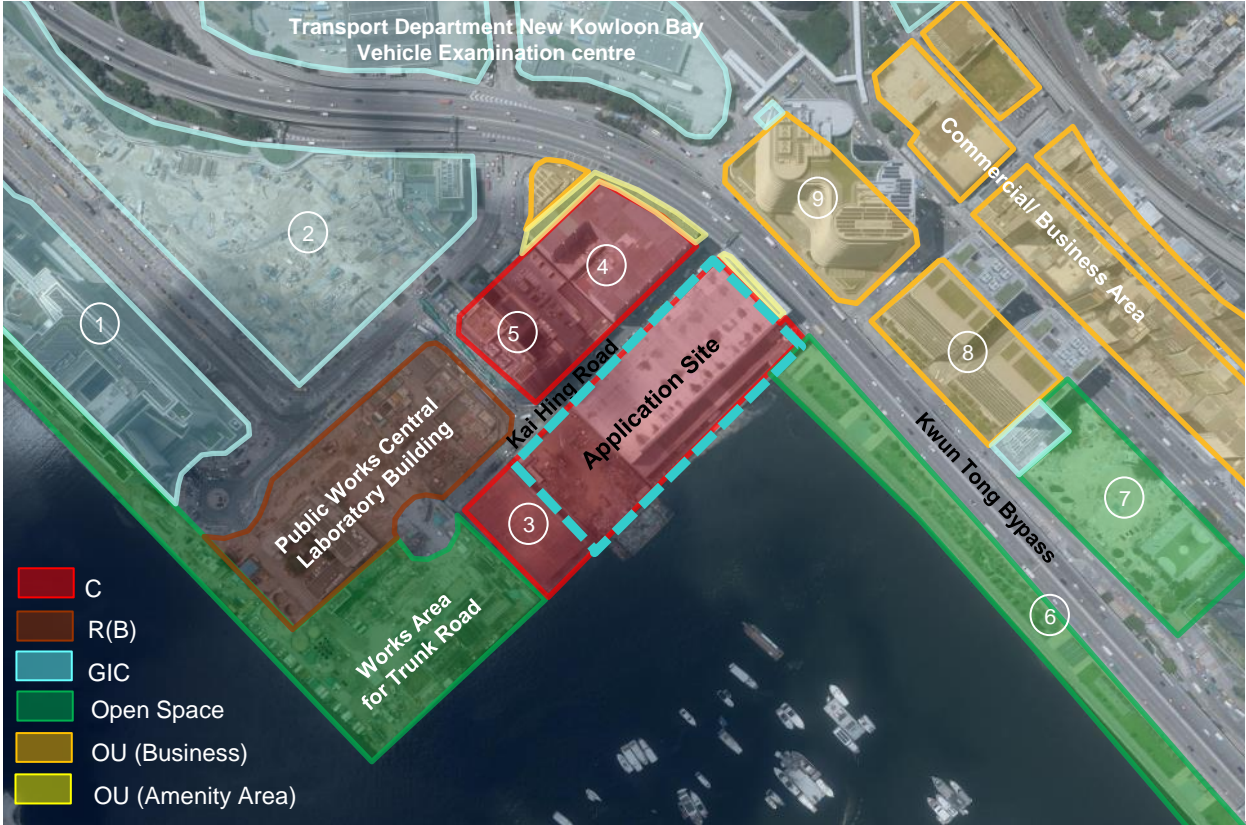 Transport Department New Kowloon Bay
Vehicle Examination centre
Commercial/ Business Area
9
2
4
1
5
8
Kai Hing Road
Application Site
Kwun Tong Bypass
Public Works Central
Laboratory Building
7
3
Works Area
for Trunk Road
6
C
R(B)
GIC
Open Space
OU (Business)
OU (Amenity Area)